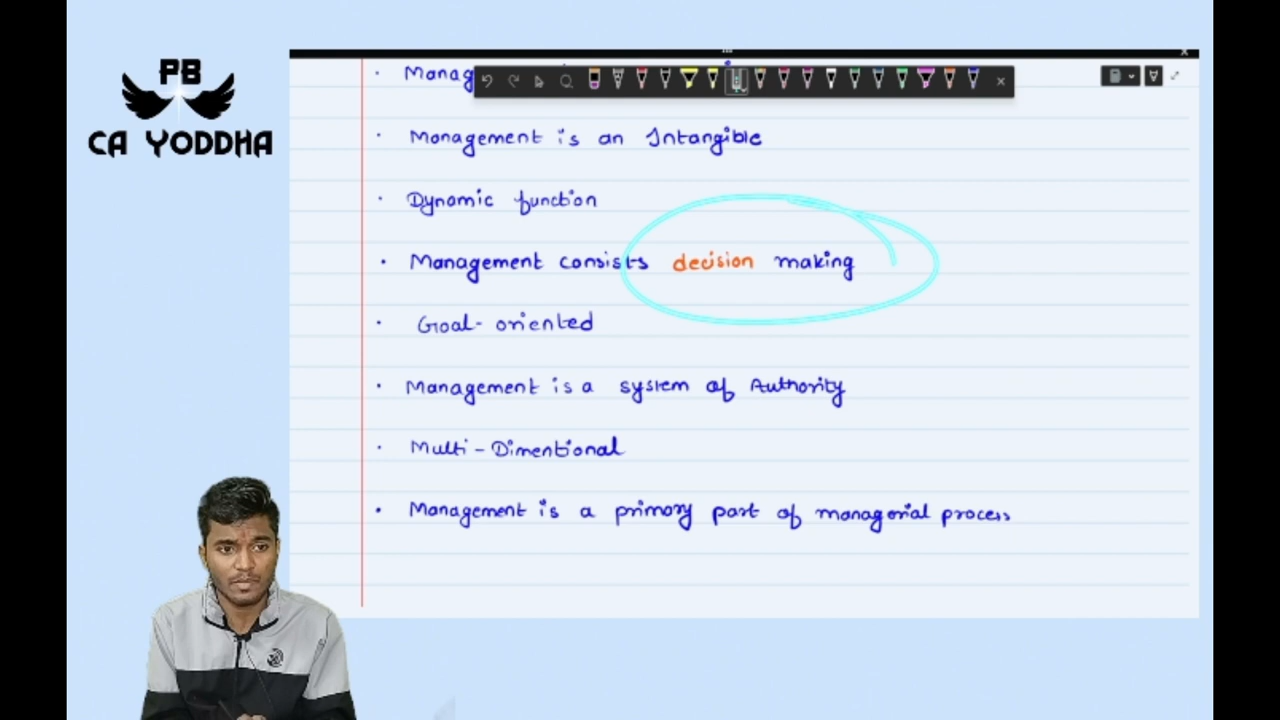 PB
CA YODDHA
Manag
Management is an Intangible
Dynamic function
Management consists decision making
Goal-oriented
Management is a system of Authority
Multi-Dimentional
Management is a primary part of managerial process